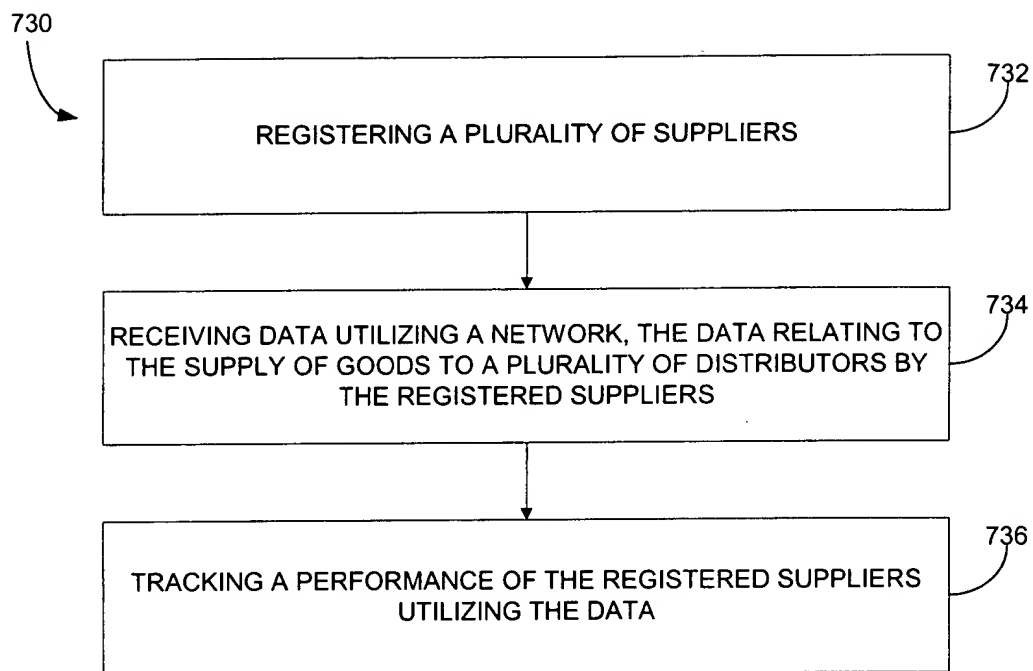 730
732
REGISTERING A PLURALITY OF SUPPLIERS
734
RECEIVING DATA UTILIZING A NETWORK, THE DATA RELATING TO
THE SUPPLY OF GOODS TO A PLURALITY OF DISTRIBUTORS BY
THE REGISTERED SUPPLIERS
736
TRACKING A PERFORMANCE OF THE REGISTERED SUPPLIERS
UTILIZING THE DATA